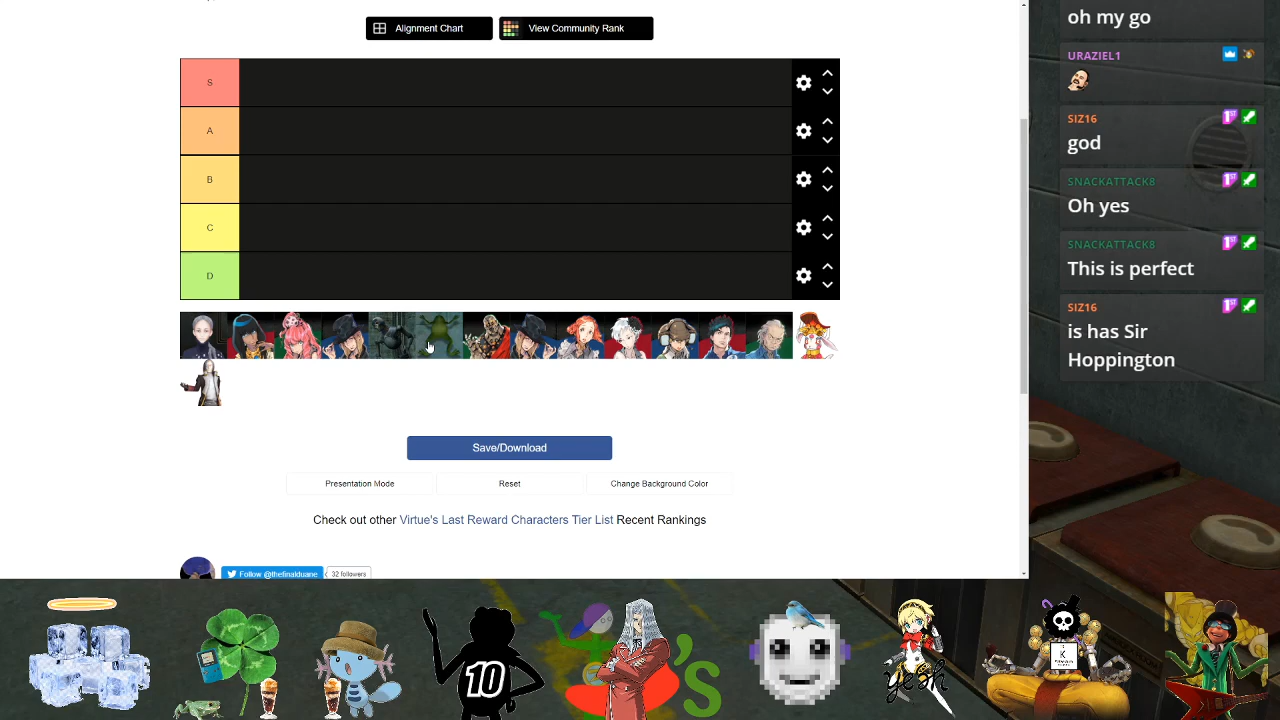 Alignment Chart
View Community Rank
S
A
B
C
D
Save/Download
Presentation Mode
Reset
Change Background Color
Check out other Virtue's Last Reward Characters Tier List Recent Rankings
Follow @thefinalduane
32 followers
oh my go
URAZIEL1
SIZ16
god
SNACKATTACK8
Oh yes
SNACKATTACK8
This is perfect
SIZ16
is has Sir
Hoppington
10
's
yeah
K